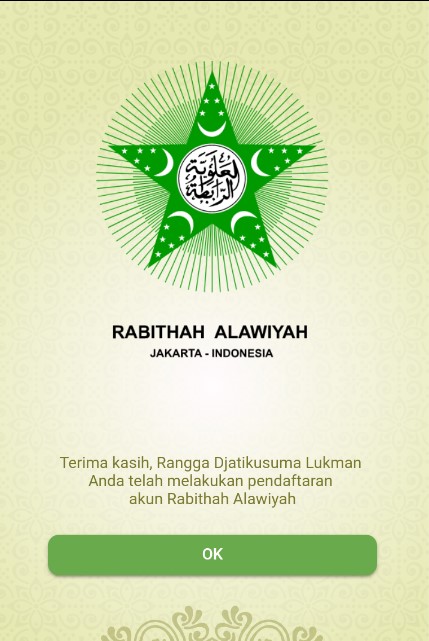 العلوية
الرابطة
RABITHAH ALAWIYAH
JAKARTA - INDONESIA
Terima kasih, Rangga Djatikusuma Lukman
Anda telah melakukan pendaftaran
akun Rabithah Alawiyah
OK